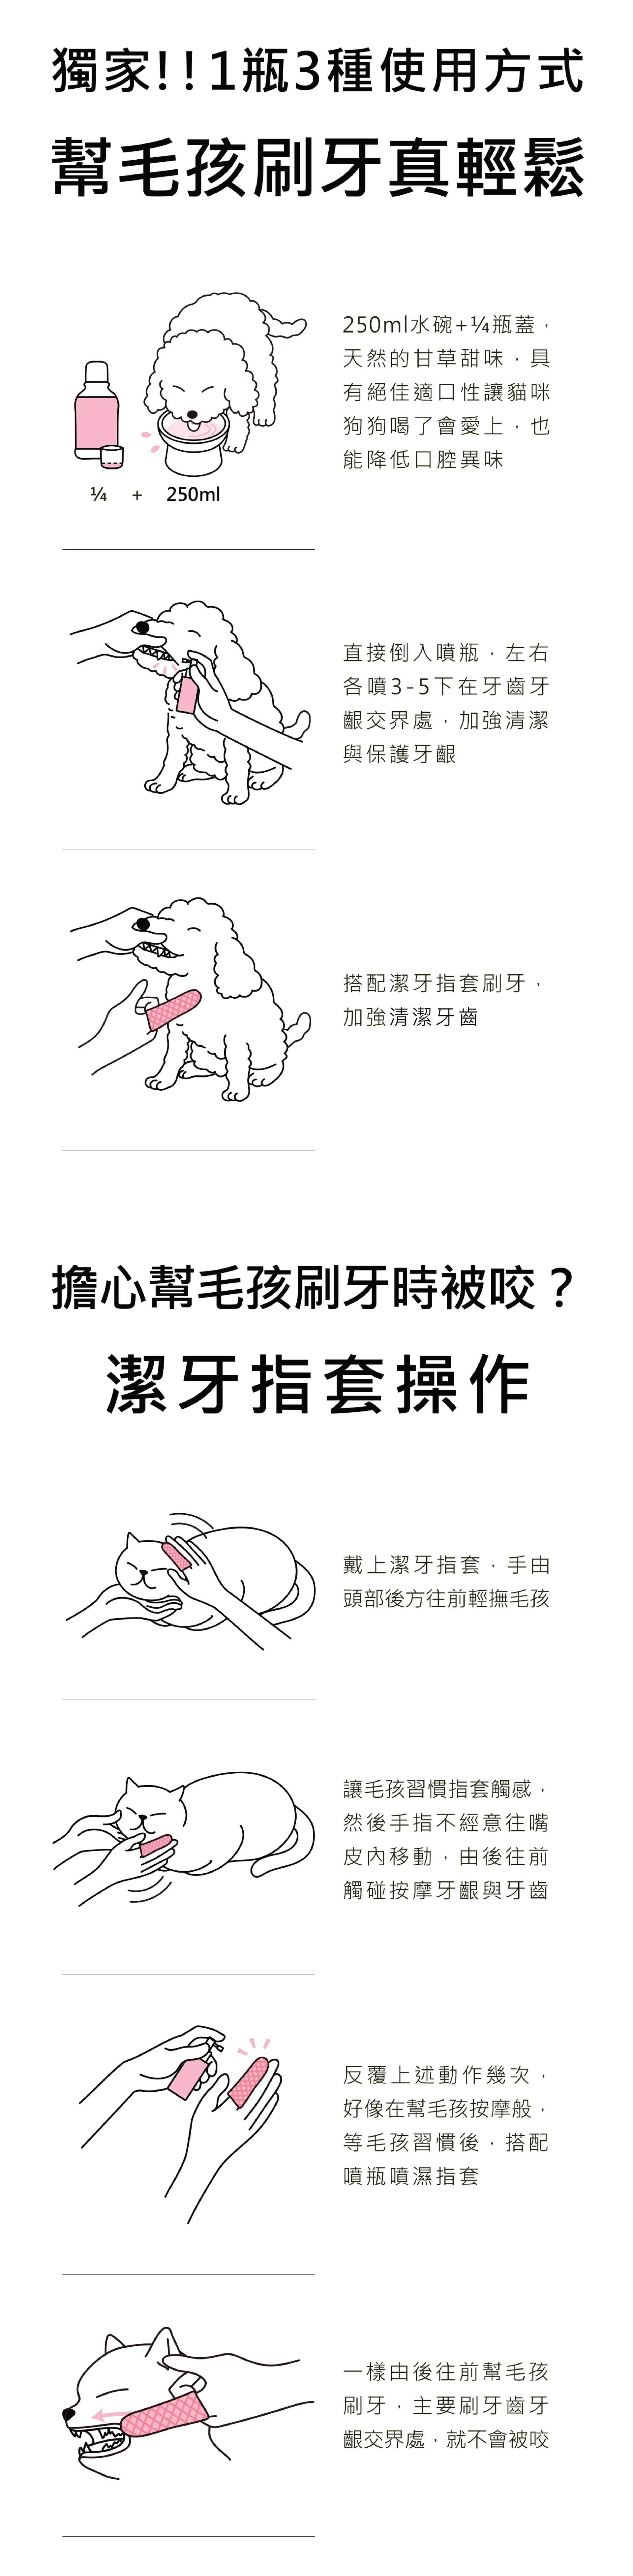 獨家!!1瓶3種使用方式
幫毛孩刷牙真輕鬆
250ml水碗+¼瓶蓋，
天然的甘草甜味，具
有絕佳適口性讓貓咪
狗狗喝了會愛上，也
能降低口腔異味
¼ + 250ml
直接倒入噴瓶，左右
各噴3-5下在牙齒牙
齦交界處，加強清潔
與保護牙齦
搭配潔牙指套刷牙，
加強清潔牙齒
擔心幫毛孩刷牙時被咬？
潔牙指套操作
戴上潔牙指套，手由
頭部後方往前輕撫毛孩
讓毛孩習慣指套觸感，
然後手指不經意往嘴
皮內移動，由後往前
觸碰按摩牙齦與牙齒
反覆上述動作幾次，
好像在幫毛孩按摩般，
等毛孩習慣後，搭配
噴瓶噴濕指套
一樣由後往前幫毛孩
刷牙，主要刷牙齒牙
齦交界處，就不會被咬